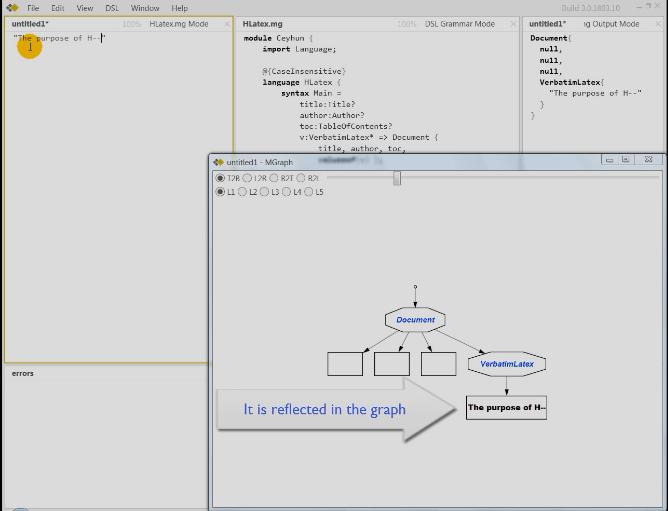 File Edit View DSL Window Help
Build 3.0.1803.10
untitled1* 100% HLatex.mg Mode
"The purpose of H--"
errors
HLatex.mg 100% DSL Grammar Mode
module Ceyhun {
import Language;
@{CaseInsensitive}
language HLatex {
syntax Main =
title:Title?
author:Author?
toc:TableOfContents?
v:VerbatimLatex* => Document {
title, author, toc,
untitled1* Output Mode
Document{
null,
null,
null,
VerbatimLatex{
"The purpose of H--"
}
}
untitled1 - MGraph
T2B L2R B2T R2L
L1 L2 L3 L4 L5
Document
VerbatimLatex
The purpose of H--
It is reflected in the graph